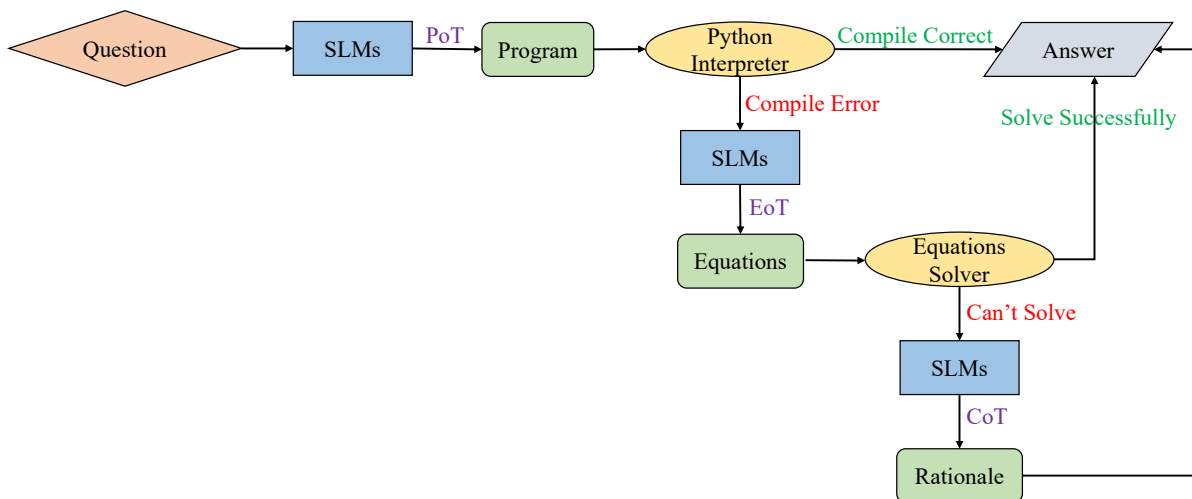 Question
SLMs
PoT
Program
Python
Interpreter
Compile Correct
Answer
Compile Error
Solve Successfully
SLMs
EoT
Equations
Equations
Solver
Can’t Solve
SLMs
CoT
Rationale